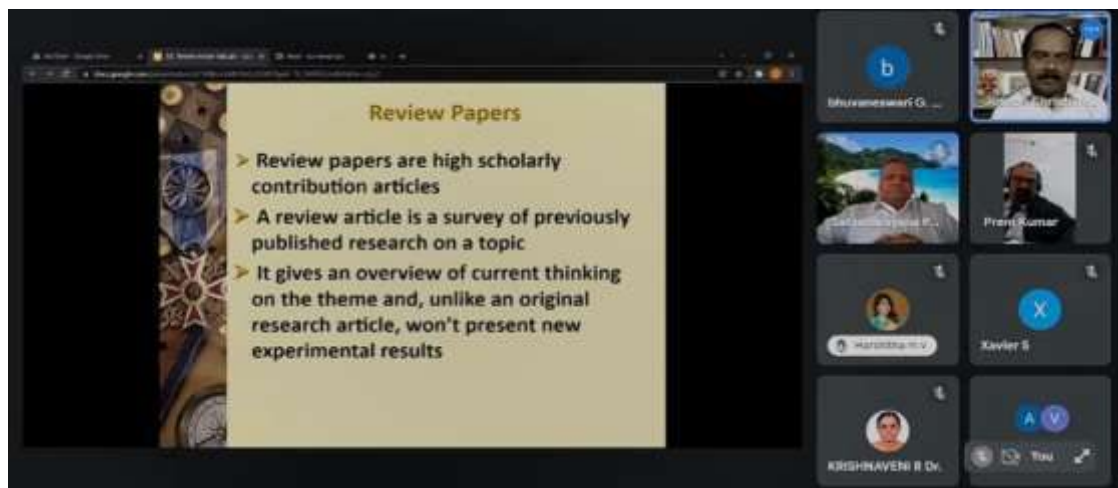 Review Papers
➤ Review papers are high scholarly
contribution articles
➤ A review article is a survey of previously
published research on a topic
➤ It gives an overview of current thinking
on the theme and, unlike an original
research article, won't present new
experimental results
b
bhuvaneswari G. ...
Prem Kumar
X
Xavier S
KRISHNAVENI R Dr.
A V
You